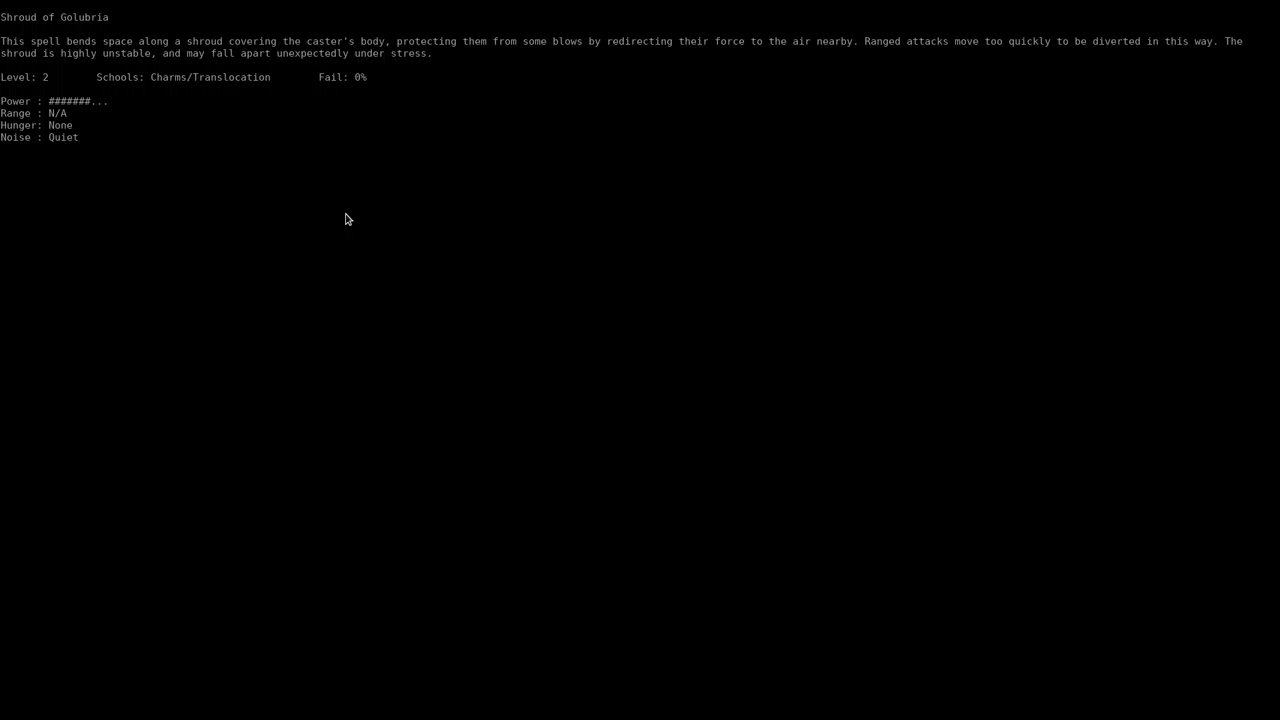 Shroud of Golubria
This spell bends space along a shroud covering the caster's body, protecting them from some blows by redirecting their force to the air nearby. Ranged attacks move too quickly to be diverted in this way. The
shroud is highly unstable, and may fall apart unexpectedly under stress.
Level: 2        Schools: Charms/Translocation        Fail: 0%
Power : #######...
Range : N/A
Hunger: None
Noise : Quiet